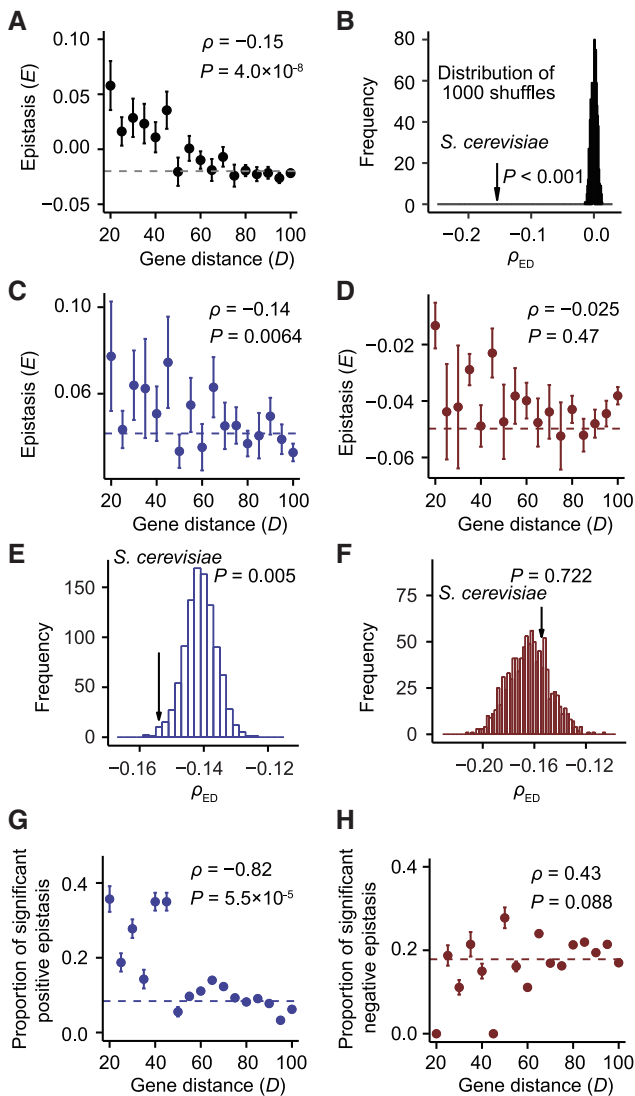 A
ρ = −0.15
P = 4.0×10⁻⁸
Epistasis (E)
0.10
0.05
0.00
−0.05
20 40 60 80 100
Gene distance (D)
B
Distribution of
1000 shuffles
S. cerevisiae
P < 0.001
Frequency
80
60
40
20
0
−0.2 −0.1 0.0
ρED
C
ρ = −0.14
P = 0.0064
Epistasis (E)
0.10
0.06
20 40 60 80 100
Gene distance (D)
D
ρ = −0.025
P = 0.47
Epistasis (E)
−0.02
−0.04
−0.06
20 40 60 80 100
Gene distance (D)
E
S. cerevisiae
P = 0.005
Frequency
150
100
50
0
−0.16 −0.14 −0.12
ρED
F
P = 0.722
S. cerevisiae
Frequency
75
50
25
0
−0.20 −0.16 −0.12
ρED
G
ρ = −0.82
P = 5.5×10⁻⁵
Proportion of significant
positive epistasis
0.4
0.2
0.0
20 40 60 80 100
Gene distance (D)
H
ρ = 0.43
P = 0.088
Proportion of significant
negative epistasis
0.4
0.2
0.0
20 40 60 80 100
Gene distance (D)